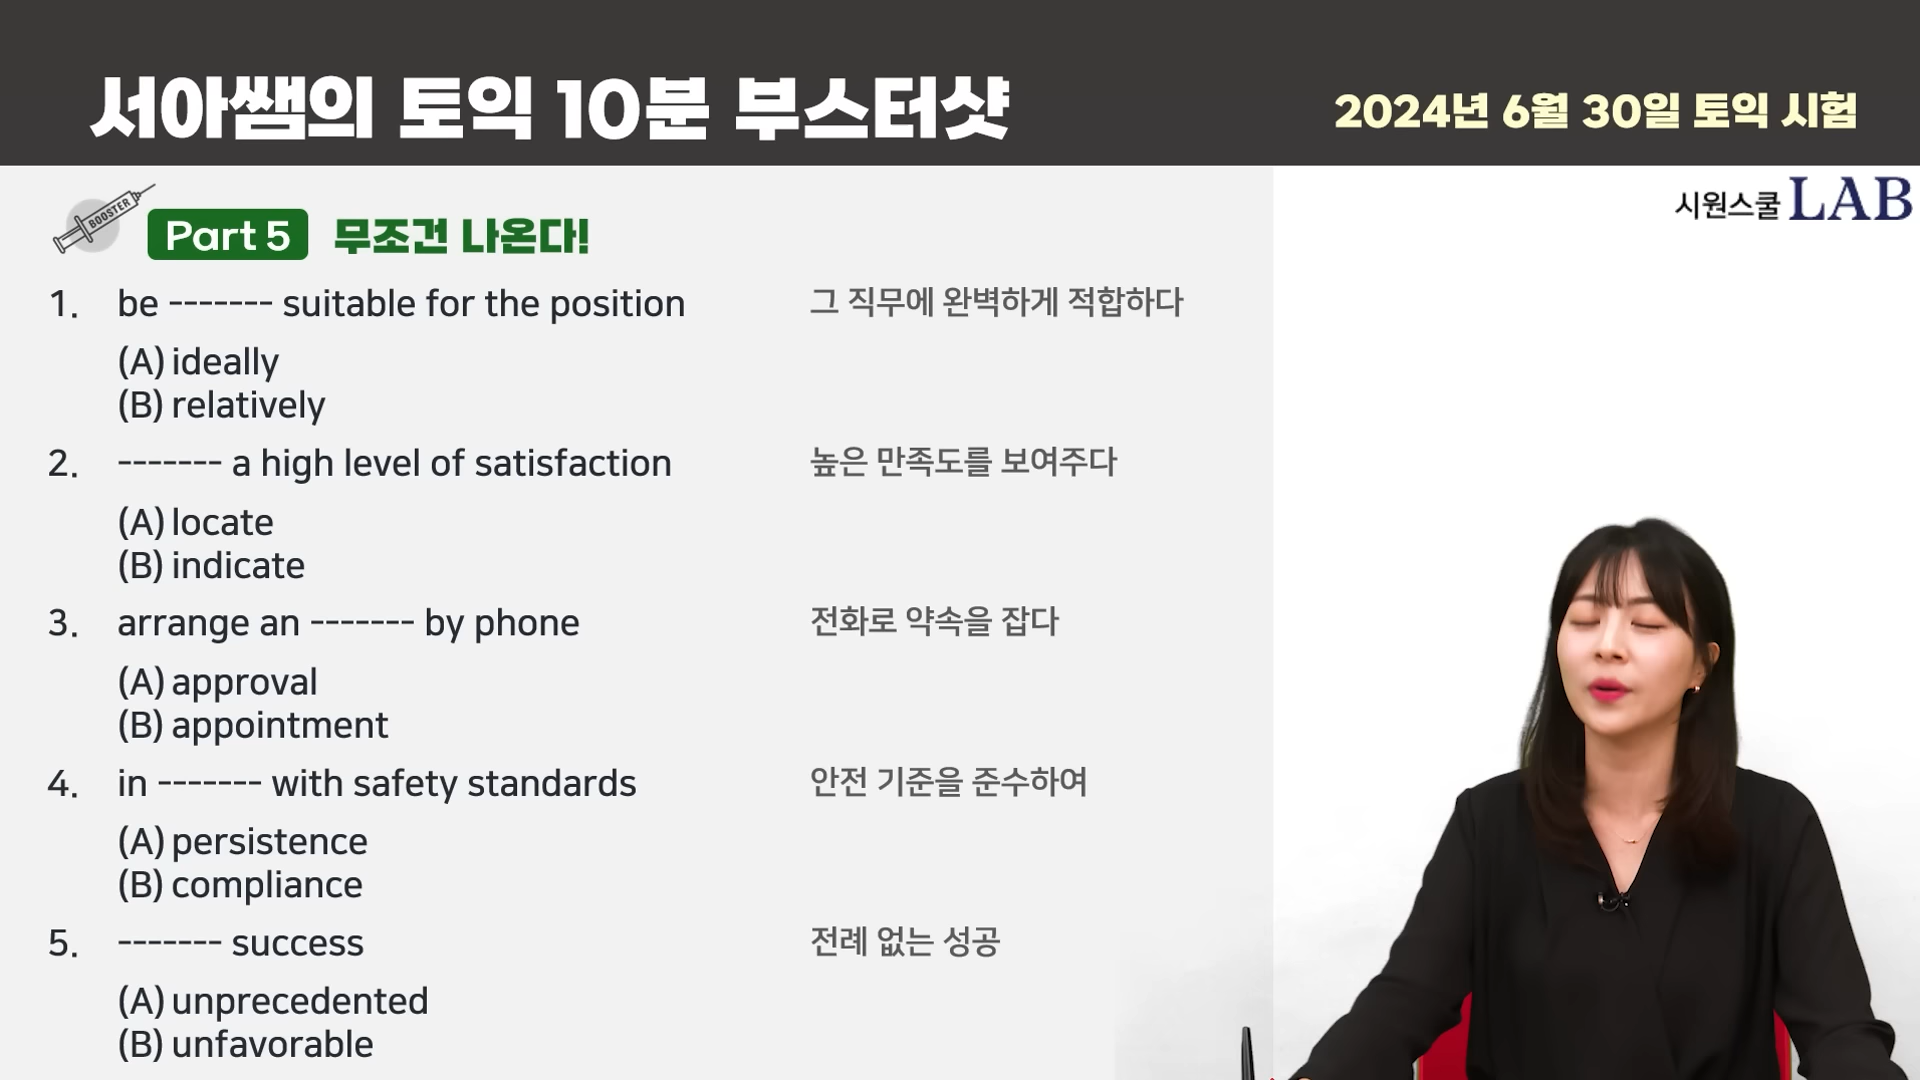 서아쌤의 토익 10분 부스터샷
2024년 6월 30일 토익 시험
시원스쿨 LAB
BOOSTER
Part 5 무조건 나온다!
1. be ------- suitable for the position 그 직무에 완벽하게 적합하다
(A) ideally
(B) relatively
2. ------- a high level of satisfaction 높은 만족도를 보여주다
(A) locate
(B) indicate
3. arrange an ------- by phone 전화로 약속을 잡다
(A) approval
(B) appointment
4. in ------- with safety standards 안전 기준을 준수하여
(A) persistence
(B) compliance
5. ------- success 전례 없는 성공
(A) unprecedented
(B) unfavorable